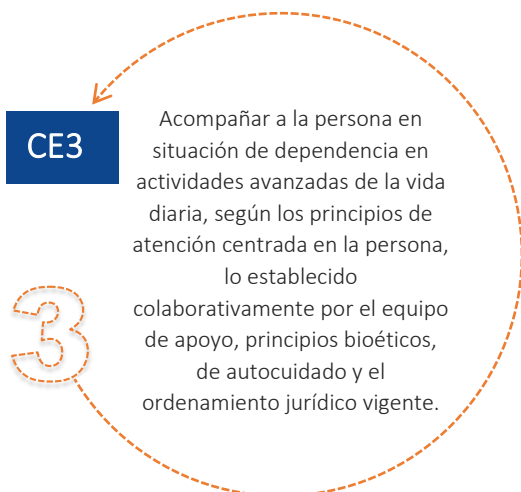 CE3
Acompañar a la persona en
situación de dependencia en
actividades avanzadas de la vida
diaria, según los principios de
atención centrada en la persona,
lo establecido
colaborativamente por el equipo
de apoyo, principios bioéticos,
de autocuidado y el
ordenamiento jurídico vigente.
3